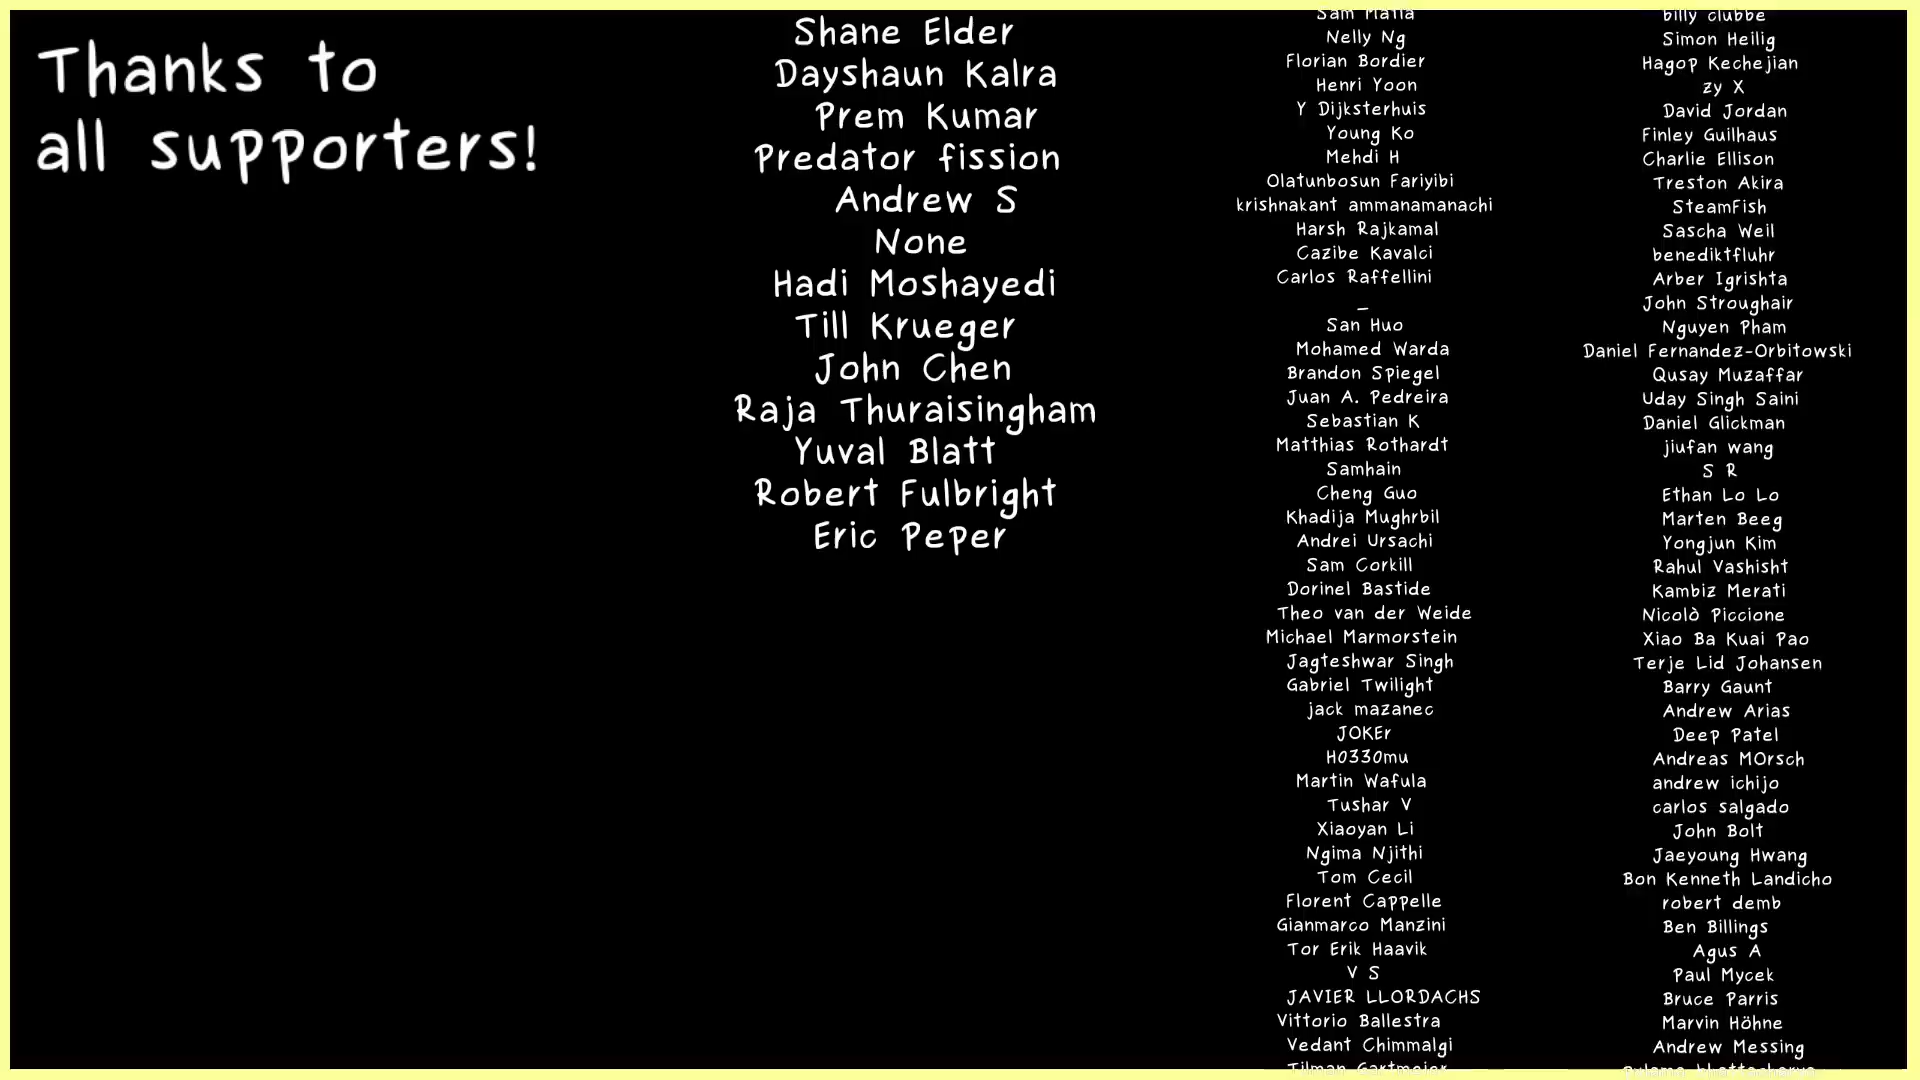 Thanks to
all supporters!
Shane Elder
Dayshaun Kalra
Prem Kumar
Predator fission
Andrew S
None
Hadi Moshayedi
Till Krueger
John Chen
Raja Thuraisingham
Yuval Blatt
Robert Fulbright
Eric Peper
Nelly Ng
Florian Bordier
Henri Yoon
Y Dijksterhuis
Young Ko
Mehdi H
Olatunbosun Fariyibi
krishnakant ammanamanachi
Harsh Rajkamal
Cazibe Kavalci
Carlos Raffellini
_
San Huo
Mohamed Warda
Brandon Spiegel
Juan A. Pedreira
Sebastian K
Matthias Rothardt
Samhain
Cheng Guo
Khadija Mughrbil
Andrei Ursachi
Sam Corkill
Dorinel Bastide
Theo van der Weide
Michael Marmorstein
Jagteshwar Singh
Gabriel Twilight
jack mazanec
JOKEr
H0330mu
Martin Wafula
Tushar V
Xiaoyan Li
Ngima Njithi
Tom Cecil
Florent Cappelle
Gianmarco Manzini
Tor Erik Haavik
V S
JAVIER LLORDACHS
Vittorio Ballestra
Vedant Chimmalgi
Tilman Gartmeier
billy clubbe
Simon Heilig
Hagop Kechejian
zy X
David Jordan
Finley Guilhaus
Charlie Ellison
Treston Akira
SteamFish
Sascha Weil
benediktfluhr
Arber Igrishta
John Stroughair
Nguyen Pham
Daniel Fernandez-Orbitowski
Qusay Muzaffar
Uday Singh Saini
Daniel Glickman
jiufan wang
S R
Ethan Lo Lo
Marten Beeg
Yongjun Kim
Rahul Vashisht
Kambiz Merati
Nicolò Piccione
Xiao Ba Kuai Pao
Terje Lid Johansen
Barry Gaunt
Andrew Arias
Deep Patel
Andreas MOrsch
andrew ichijo
carlos salgado
John Bolt
Jaeyoung Hwang
Bon Kenneth Landicho
robert demb
Ben Billings
Agus A
Paul Mycek
Bruce Parris
Marvin Höhne
Andrew Messing